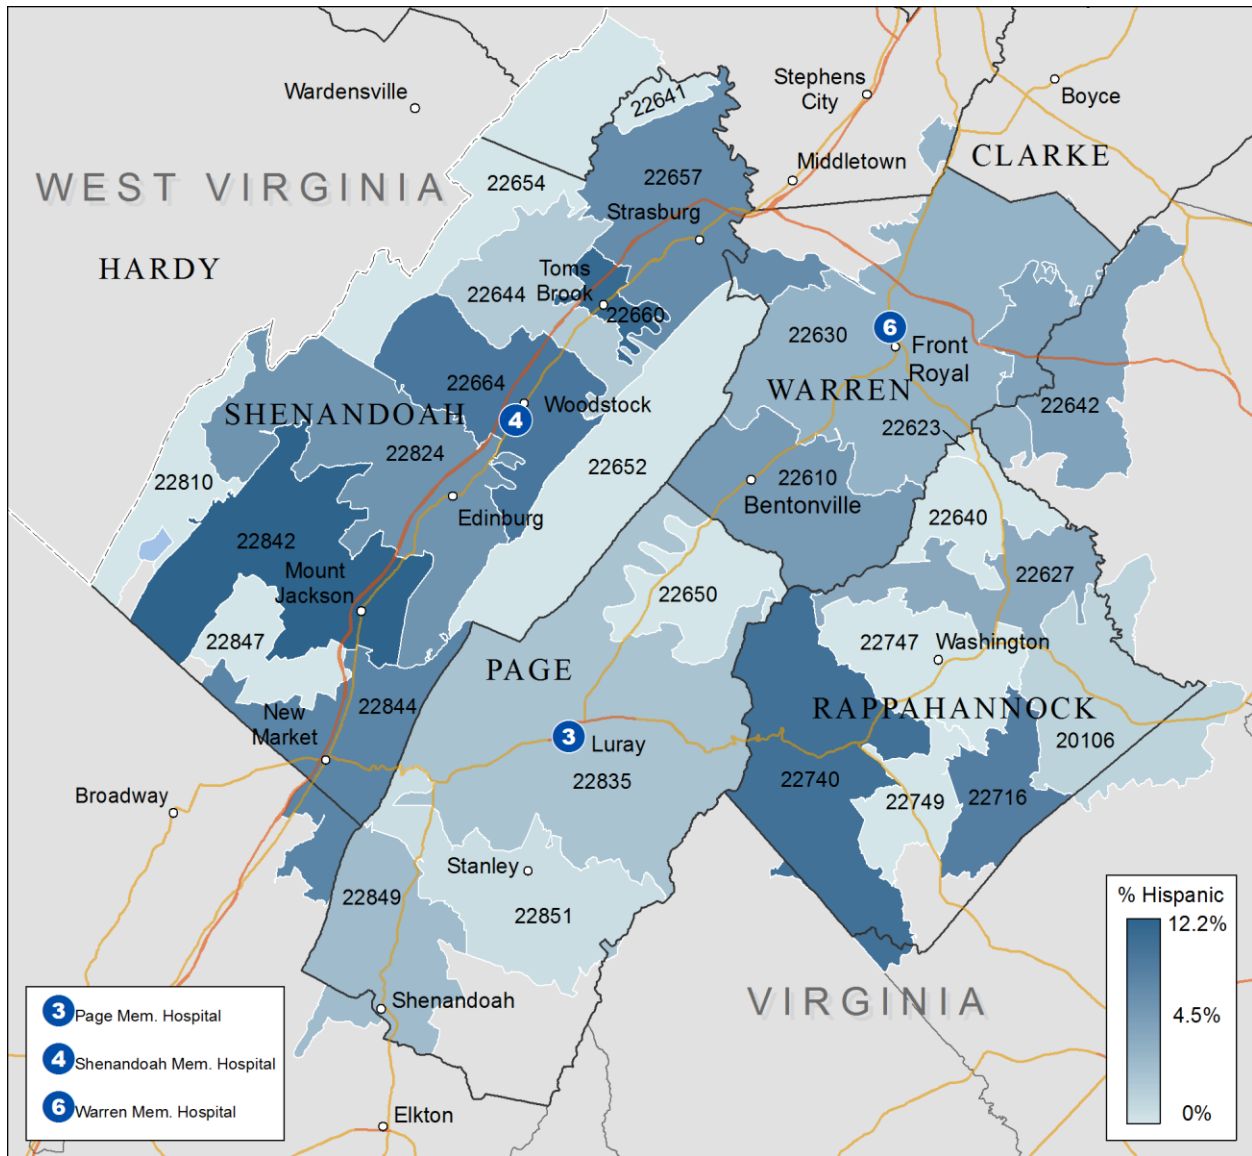 Wardensville
Stephens
City
Boyce
22641
CLARKE
Middletown
22654
22657
WEST VIRGINIA
Strasburg
HARDY
Toms
Brook
22644
22660
22630
6
Front
Royal
WARREN
22664
SHENANDOAH
Woodstock
4
22642
22623
22824
22652
22810
22610
Bentonville
Edinburg
22640
22842
Mount
Jackson
22627
22650
22847
22747
Washington
PAGE
22844
New
Market
RAPPAHANNOCK
3
Luray
20106
22835
22740
Broadway
22749
22716
Stanley
22849
22851
% Hispanic
12.2%
4.5%
0%
Shenandoah
VIRGINIA
3 Page Mem. Hospital
4 Shenandoah Mem. Hospital
6 Warren Mem. Hospital
Elkton